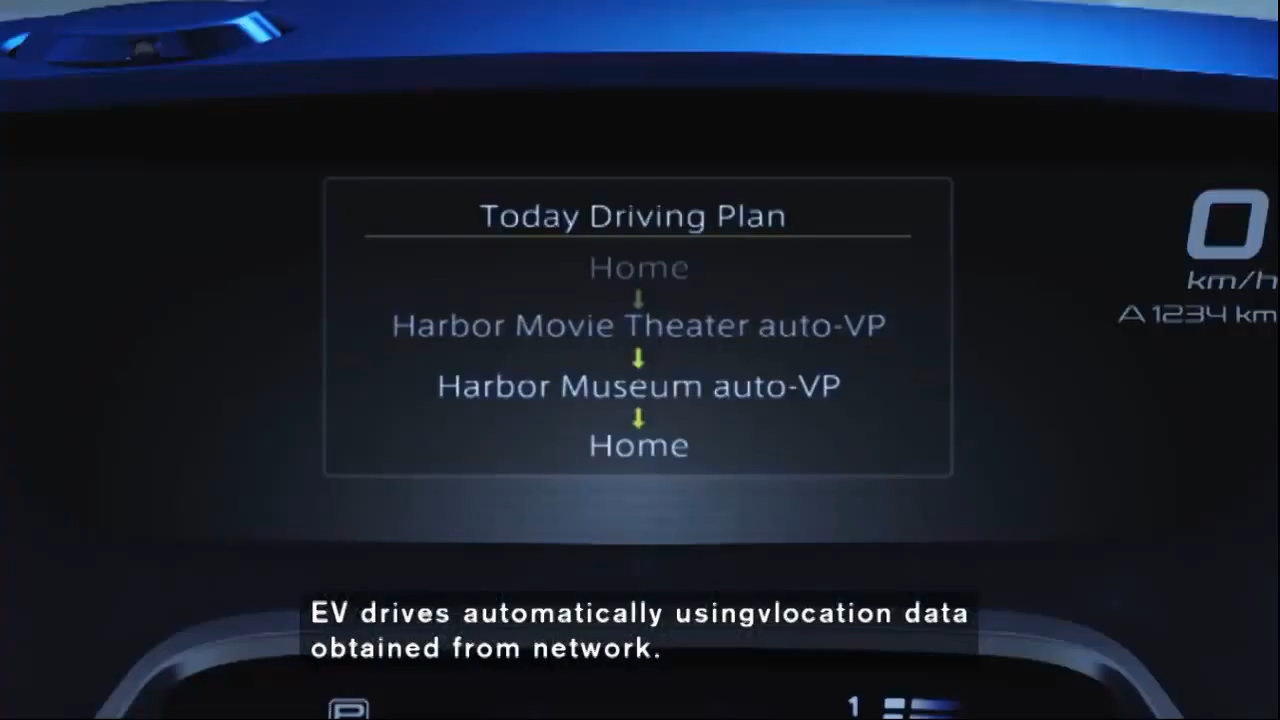 Today Driving Plan
Home
Harbor Movie Theater auto-VP
Harbor Museum auto-VP
Home
0
km/h
A 1234 km
EV drives automatically usingvlocation data
obtained from network.
P
1